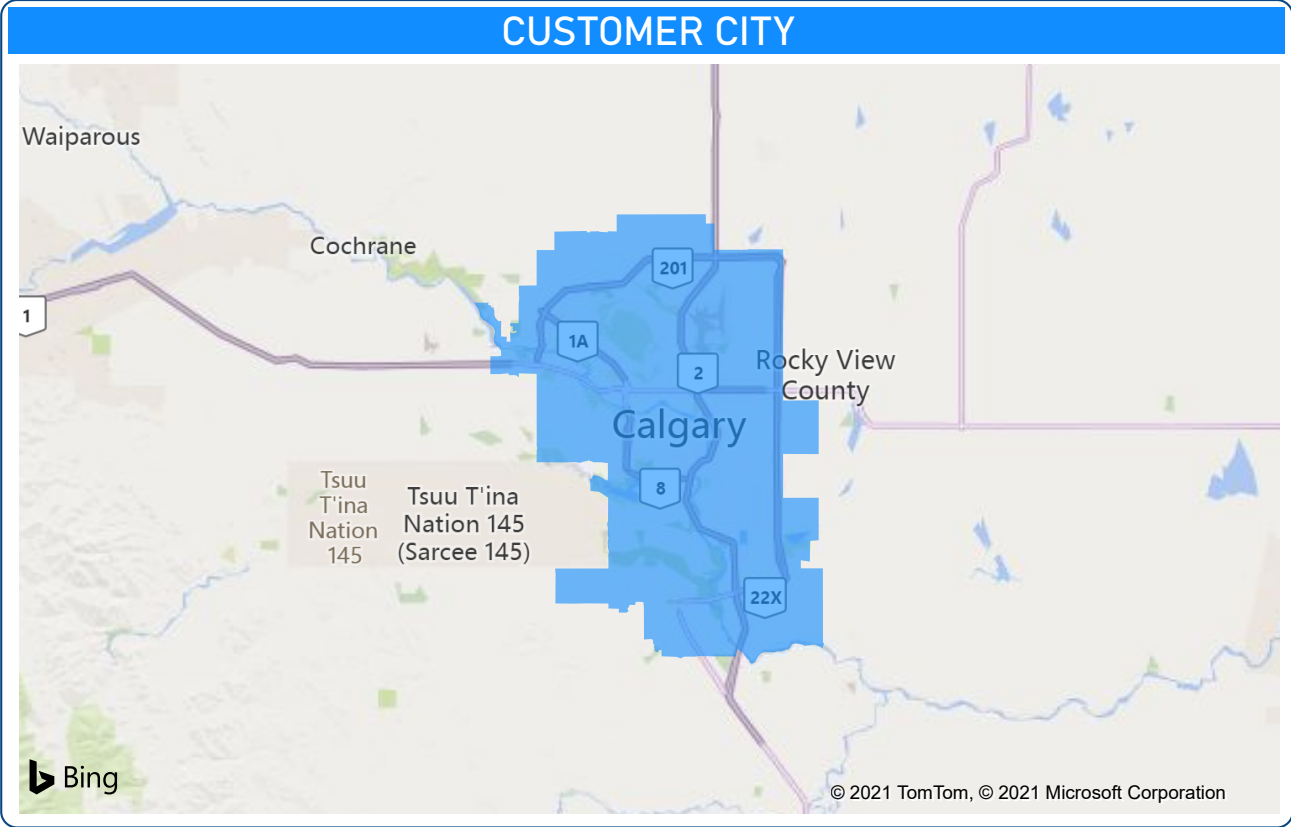 CUSTOMER CITY
Waiparous
Cochrane
201
1
1A
2
Rocky View
County
Calgary
8
Tsuu
T'ina
Nation
145
Tsuu T'ina
Nation 145
(Sarcee 145)
22X
Bing
© 2021 TomTom, © 2021 Microsoft Corporation